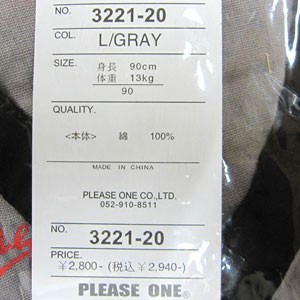 NO. 3221-20
COL. L/GRAY
SIZE. 身長 90cm
体重 13kg
90
QUALITY.
<本体> 綿 100%
MADE IN CHINA
PLEASE ONE CO.,LTD.
052-910-8511
NO. 3221-20
PRICE.
¥2,800- (税込¥2,940-)
PLEASE ONE®